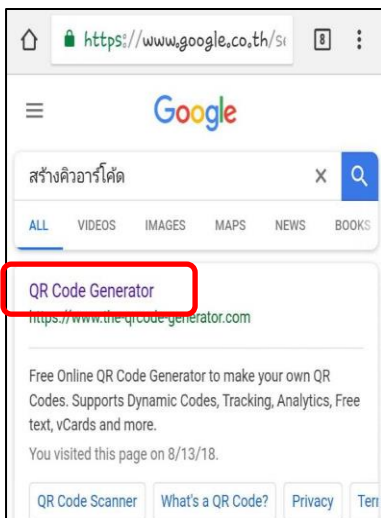 https://www.google.co.th/se
8
Google
สร้างคิวอาร์โค้ด
ALL VIDEOS IMAGES MAPS NEWS BOOKS
QR Code Generator
https://www.the-qrcode-generator.com
Free Online QR Code Generator to make your own QR
Codes. Supports Dynamic Codes, Tracking, Analytics, Free
text, vCards and more.
You visited this page on 8/13/18.
QR Code Scanner What's a QR Code? Privacy Tern